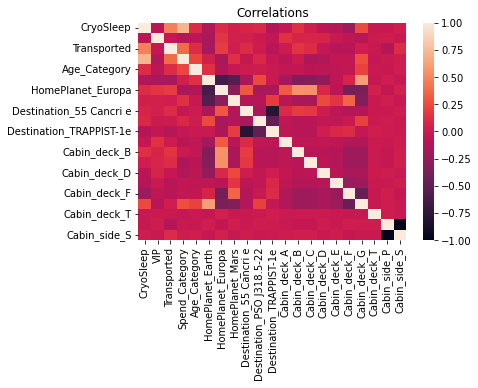 Correlations
CryoSleep
VIP
Transported
Spend_Category
Age_Category
HomePlanet_Earth
HomePlanet_Europa
HomePlanet_Mars
Destination_55 Cancri e
Destination_PSO J318.5-22
Destination_TRAPPIST-1e
Cabin_deck_A
Cabin_deck_B
Cabin_deck_C
Cabin_deck_D
Cabin_deck_E
Cabin_deck_F
Cabin_deck_G
Cabin_deck_T
Cabin_side_P
Cabin_side_S
CryoSleep
Transported
Age_Category
HomePlanet_Europa
Destination_55 Cancri e
Destination_TRAPPIST-1e
Cabin_deck_B
Cabin_deck_D
Cabin_deck_F
Cabin_deck_T
Cabin_side_S
1.00
0.75
0.50
0.25
0.00
−0.25
−0.50
−0.75
−1.00